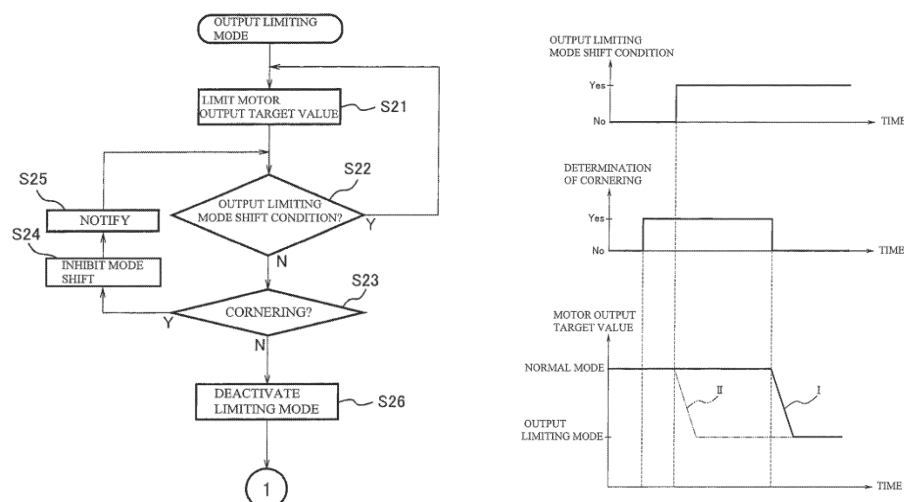 OUTPUT LIMITING
MODE
LIMIT MOTOR
OUTPUT TARGET VALUE
S21
S22
OUTPUT LIMITING
MODE SHIFT CONDITION?
Y
N
S25
NOTIFY
S24
INHIBIT MODE
SHIFT
S23
CORNERING?
Y
N
DEACTIVATE
LIMITING MODE
S26
1
OUTPUT LIMITING
MODE SHIFT CONDITION
Yes
No
TIME
DETERMINATION
OF CORNERING
Yes
No
TIME
MOTOR OUTPUT
TARGET VALUE
NORMAL MODE
II
I
OUTPUT
LIMITING MODE
TIME